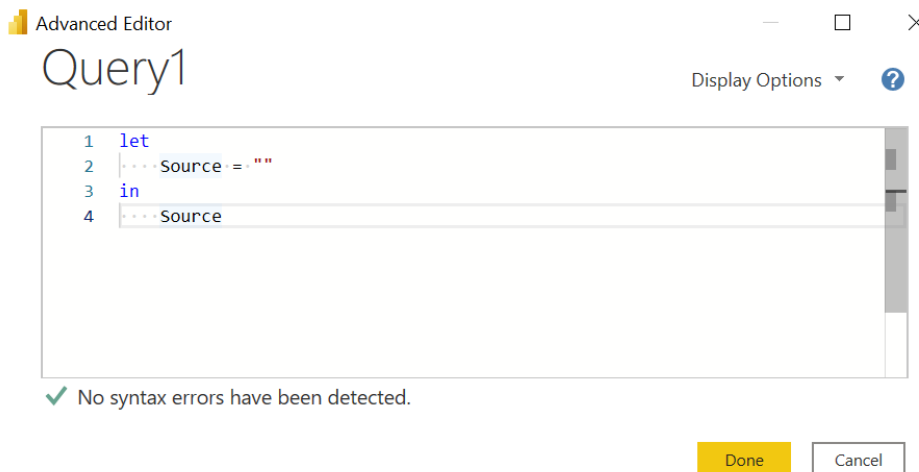 Advanced Editor
Query1
Display Options
?
1 let
2 ····Source·=·""
3 in
4 ····Source
No syntax errors have been detected.
Done Cancel